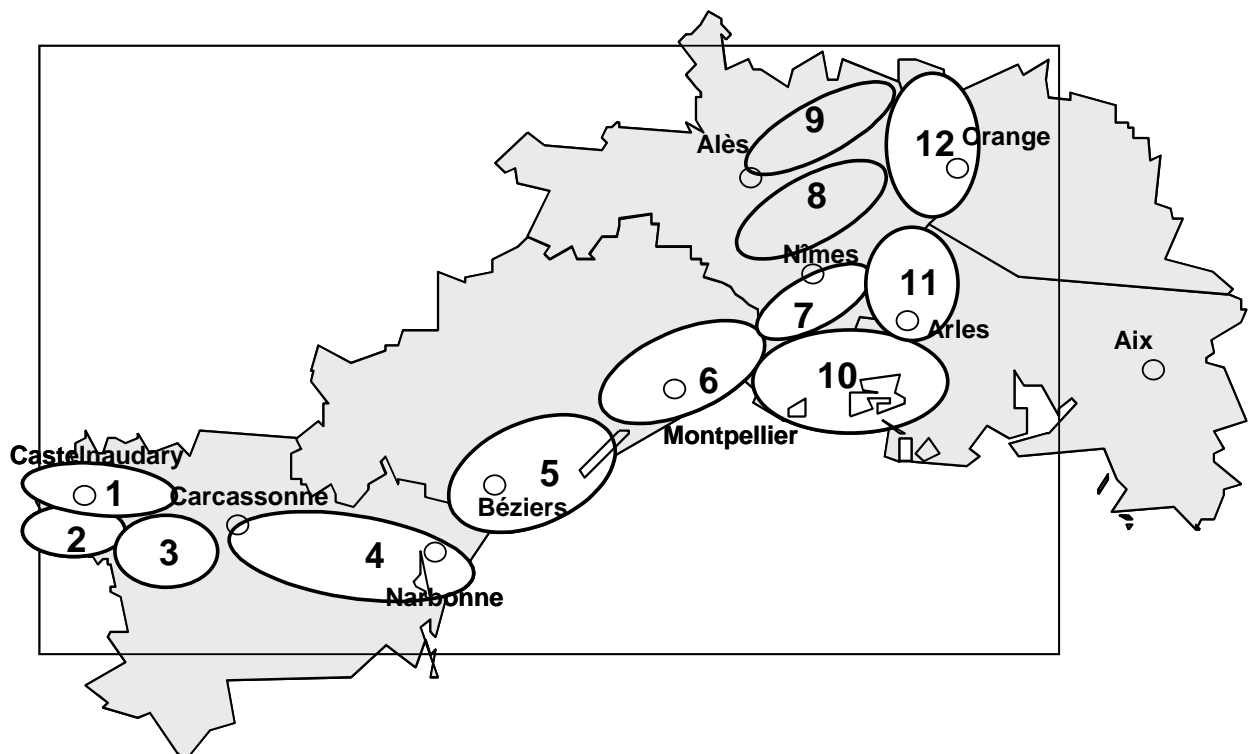 9
12 Orange
Alès
8
Nîmes
11
7
Arles
Aix
10
6
Montpellier
Castelnaudary
5
1
Carcassonne
Béziers
2
3
4
Narbonne